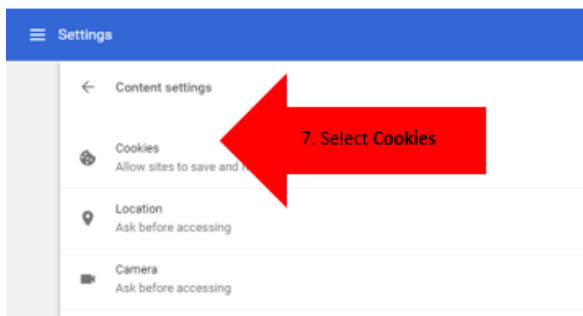 Settings
Content settings
Cookies
Allow sites to save and
7. Select Cookies
Location
Ask before accessing
Camera
Ask before accessing